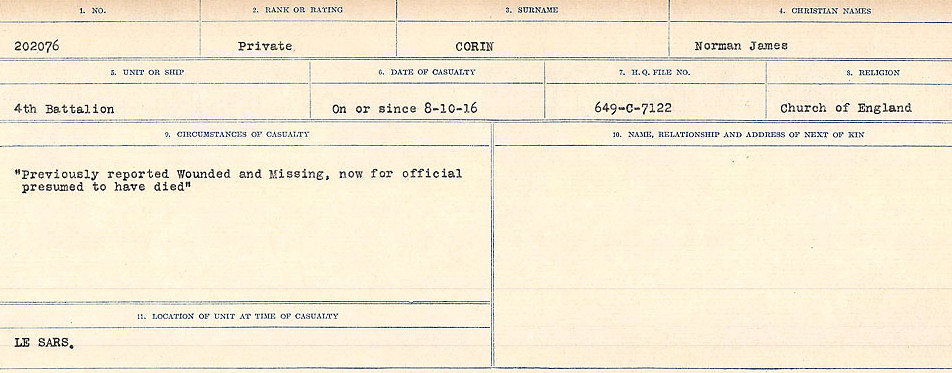 1. NO. 2. RANK OR RATING 3. SURNAME 4. CHRISTIAN NAMES
202076 Private CORIN Norman James
5. UNIT OR SHIP 6. DATE OF CASUALTY 7. H.Q. FILE NO. 8. RELIGION
4th Battalion On or since 8-10-16 649-C-7122 Church of England
9. CIRCUMSTANCES OF CASUALTY 10. NAME, RELATIONSHIP AND ADDRESS OF NEXT OF KIN
"Previously reported Wounded and Missing, now for official
presumed to have died"
11. LOCATION OF UNIT AT TIME OF CASUALTY
LE SARS.